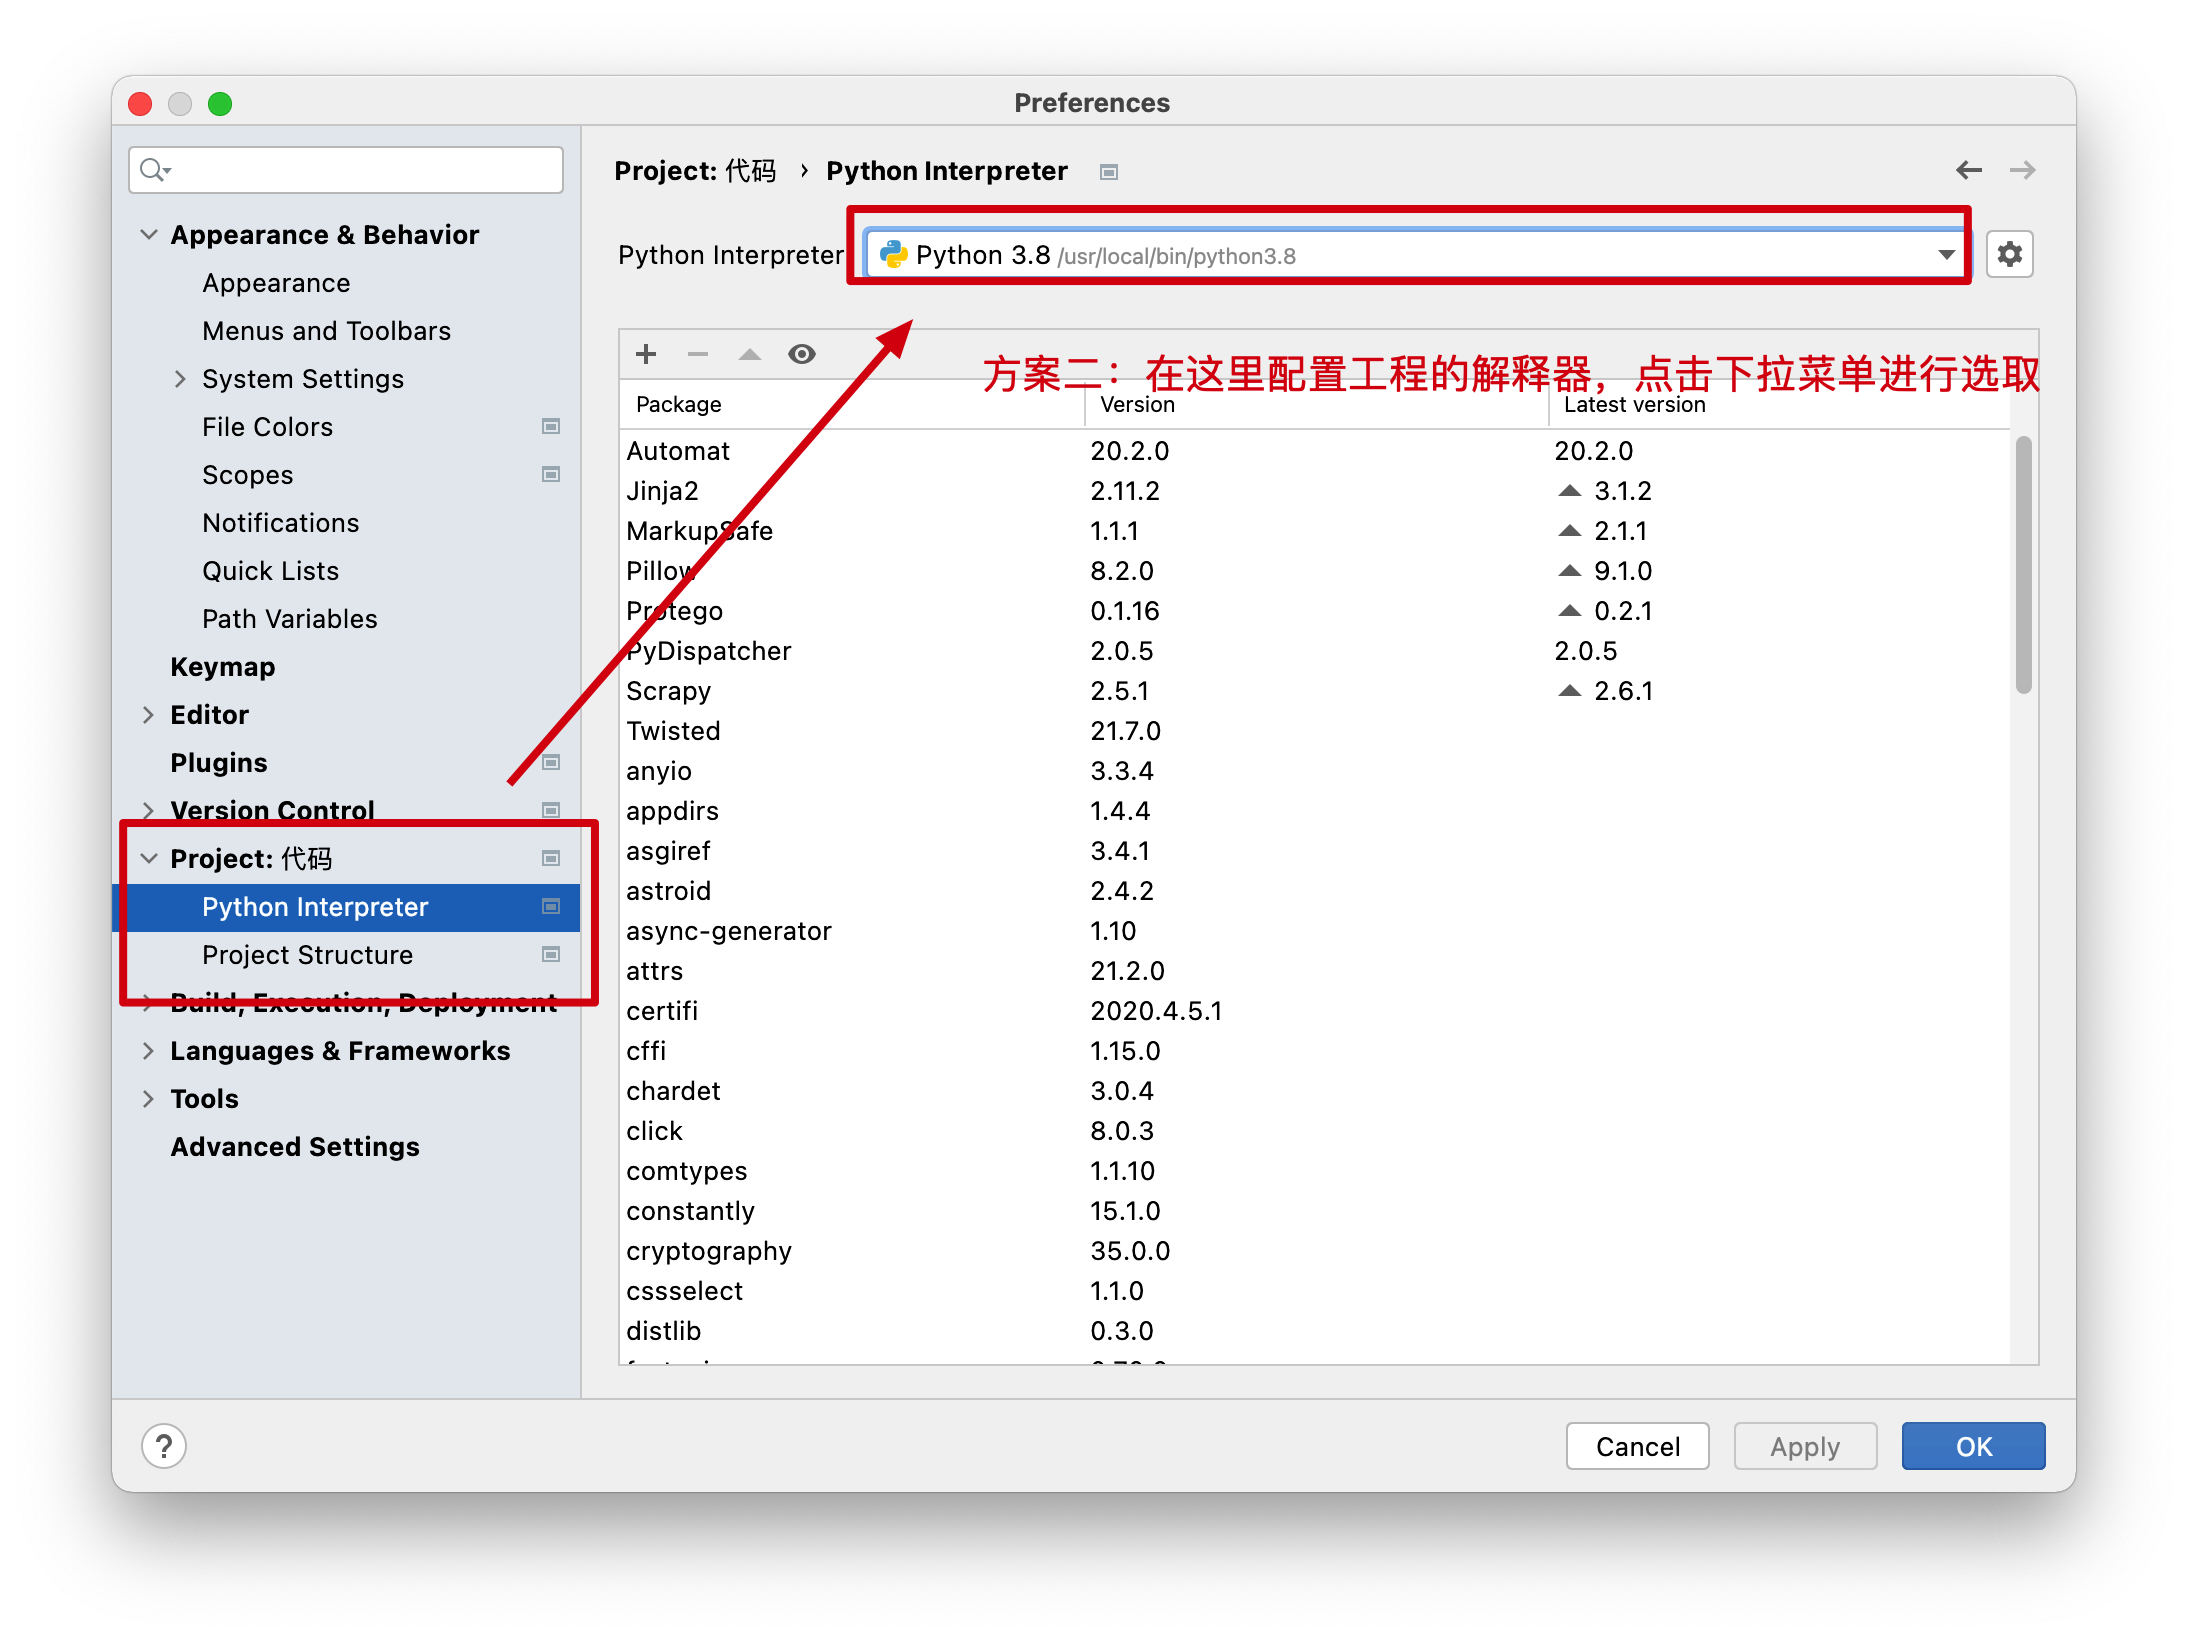 Preferences
Project: 代码 › Python Interpreter
Python Interpreter Python 3.8 /usr/local/bin/python3.8
方案二：在这里配置工程的解释器，点击下拉菜单进行选取
Appearance & Behavior
Appearance
Menus and Toolbars
System Settings
File Colors
Scopes
Notifications
Quick Lists
Path Variables
Keymap
Editor
Plugins
Version Control
Project: 代码
Python Interpreter
Project Structure
Build, Execution, Deployment
Languages & Frameworks
Tools
Advanced Settings
Package Version Latest version
Automat 20.2.0 20.2.0
Jinja2 2.11.2 3.1.2
MarkupSafe 1.1.1 2.1.1
Pillow 8.2.0 9.1.0
Protego 0.1.16 0.2.1
PyDispatcher 2.0.5 2.0.5
Scrapy 2.5.1 2.6.1
Twisted 21.7.0
anyio 3.3.4
appdirs 1.4.4
asgiref 3.4.1
astroid 2.4.2
async-generator 1.10
attrs 21.2.0
certifi 2020.4.5.1
cffi 1.15.0
chardet 3.0.4
click 8.0.3
comtypes 1.1.10
constantly 15.1.0
cryptography 35.0.0
cssselect 1.1.0
distlib 0.3.0
?
Cancel Apply OK